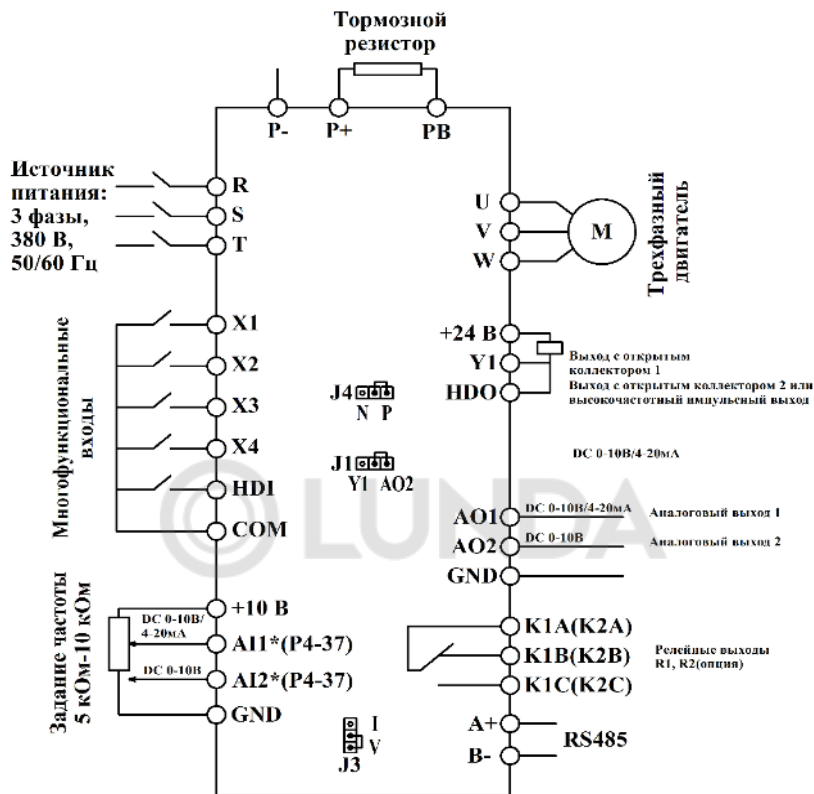 Тормозной
резистор
P-
P+
PB
Источник
питания:
3 фазы,
380 В,
50/60 Гц
R
S
T
U
V
W
M
Трехфазный
двигатель
Многофункциональные
входы
X1
X2
X3
X4
HDI
COM
J4
N P
J1
Y1 AO2
+24 В
Y1
HDO
Выход с открытым
коллектором 1
Выход с открытым коллектором 2 или
высокочастотный импульсный выход
DC 0-10В/4-20мА
LUNDA
AO1
DC 0-10В/4-20мА
Аналоговый выход 1
AO2
DC 0-10В
Аналоговый выход 2
GND
Задание частоты
5 кОм-10 кОм
+10 В
DC 0-10В/
4-20мА
AI1*(P4-37)
DC 0-10В
AI2*(P4-37)
GND
I
V
J3
K1A(K2A)
K1B(K2B)
K1C(K2C)
Релейные выходы
R1, R2(опция)
A+
B-
RS485